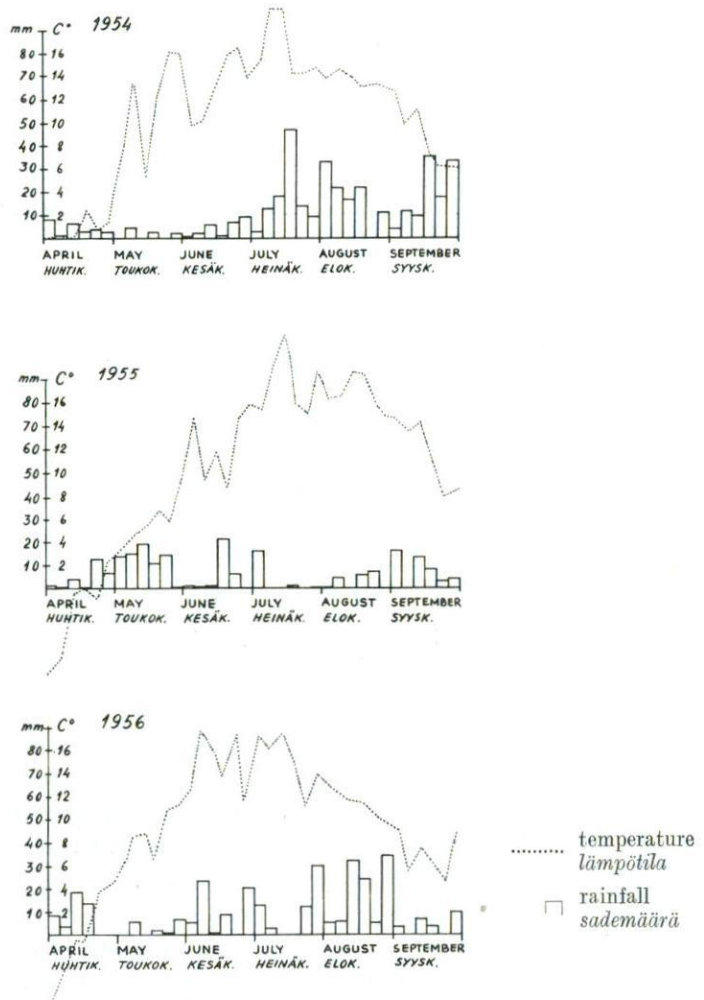 mm C° 1954
80 16
70 14
60 12
50 10
40 8
30 6
20 4
10 2
APRIL MAY JUNE JULY AUGUST SEPTEMBER
HUHTIK. TOUKOK. KESÄK. HEINÄK. ELOK. SYYSK.
mm C° 1955
80 16
70 14
60 12
50 10
40 8
30 6
20 4
10 2
APRIL MAY JUNE JULY AUGUST SEPTEMBER
HUHTIK. TOUKOK. KESÄK. HEINÄK. ELOK. SYYSK.
mm C° 1956
80 16
70 14
60 12
50 10
40 8
30 6
20 4
10 2
APRIL MAY JUNE JULY AUGUST SEPTEMBER
HUHTIK. TOUKOK. KESÄK. HEINÄK. ELOK. SYYSK.
temperature
lämpötila
rainfall
sademäärä